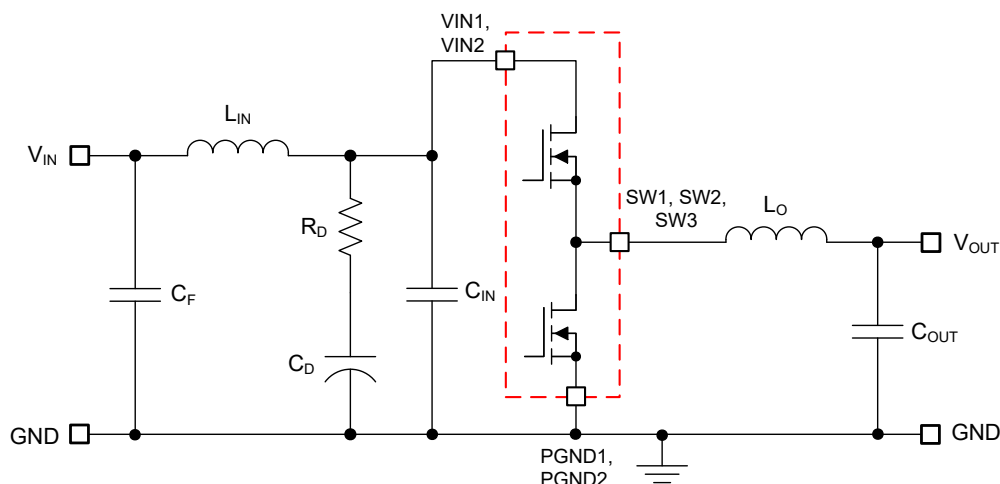 VIN1,
VIN2
LIN
VIN
RD
SW1, SW2,
SW3
LO
VOUT
CF
CIN
COUT
CD
GND
GND
PGND1,
PGND2